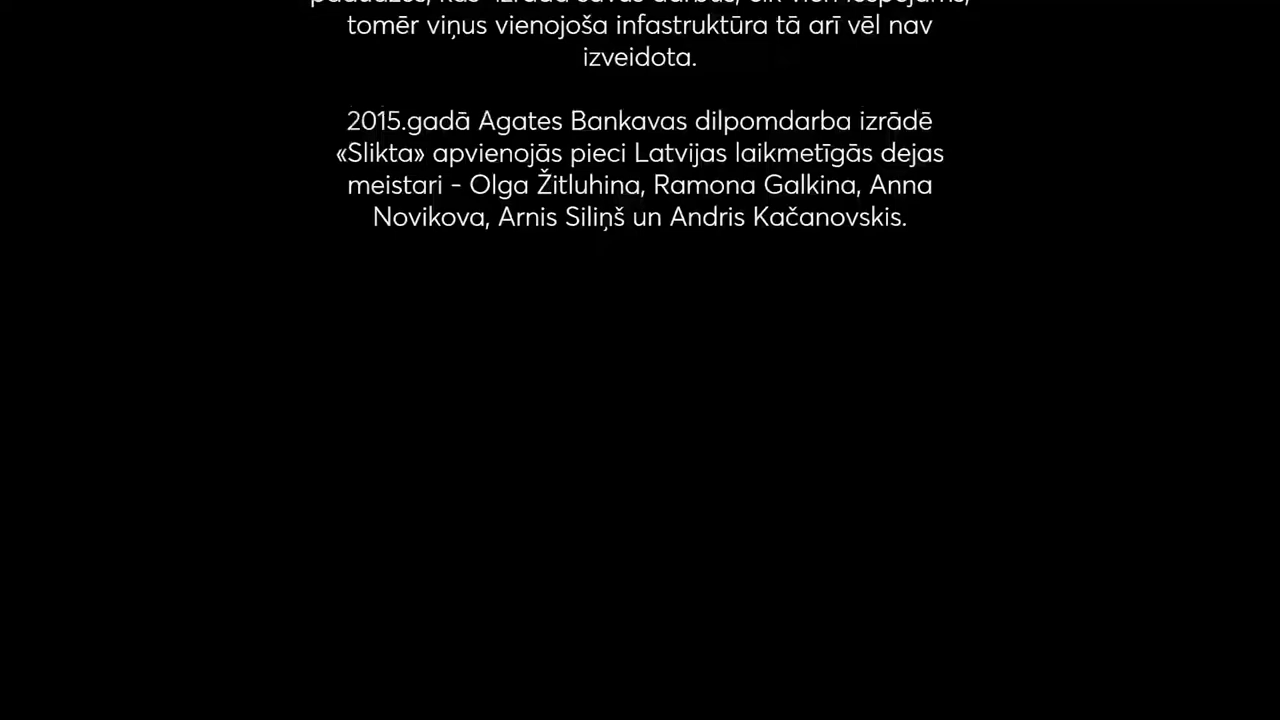 tomēr viņus vienojoša infastruktūra tā arī vēl nav
izveidota.
2015.gadā Agates Bankavas dilpomdarba izrādē
«Slikta» apvienojās pieci Latvijas laikmetīgās dejas
meistari - Olga Žitluhina, Ramona Galkina, Anna
Novikova, Arnis Siliņš un Andris Kačanovskis.